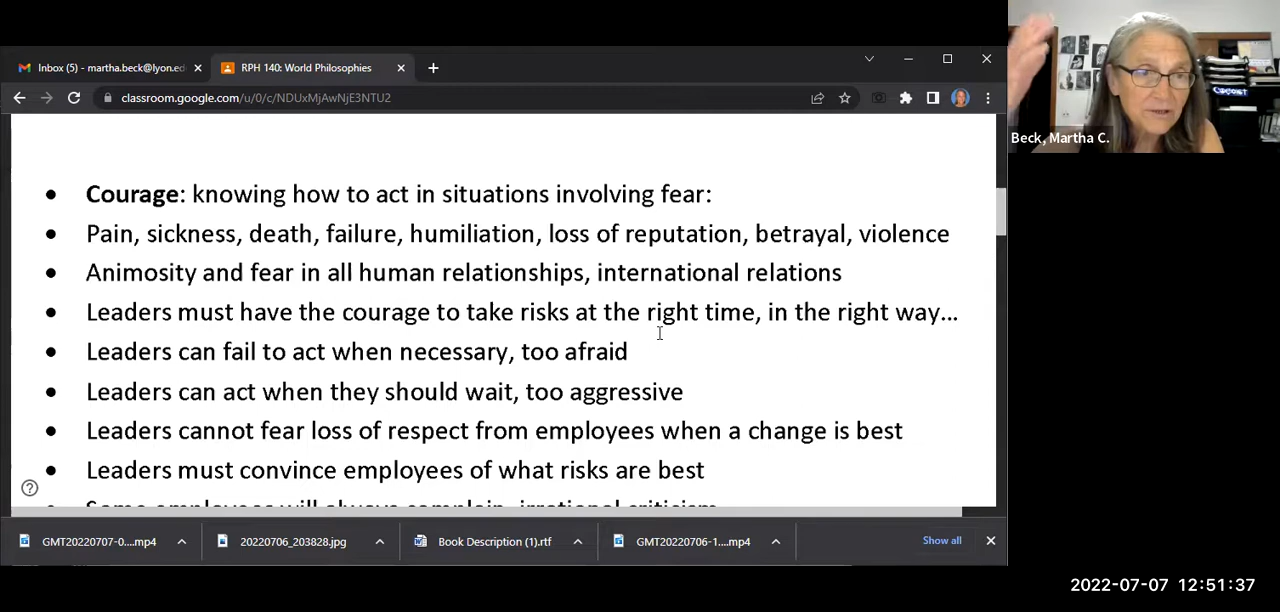 Inbox (5) - martha.beck@lyon.ed
RPH 140: World Philosophies
classroom.google.com/u/0/c/NDUxMjAwNjE3NTU2
Beck, Martha C.
• Courage: knowing how to act in situations involving fear:
• Pain, sickness, death, failure, humiliation, loss of reputation, betrayal, violence
• Animosity and fear in all human relationships, international relations
• Leaders must have the courage to take risks at the right time, in the right way...
• Leaders can fail to act when necessary, too afraid
• Leaders can act when they should wait, too aggressive
• Leaders cannot fear loss of respect from employees when a change is best
• Leaders must convince employees of what risks are best
• Some employees will always complain, irrational criticism
GMT20220707-0....mp4
20220706_203828.jpg
Book Description (1).rtf
GMT20220706-1....mp4
Show all
2022-07-07 12:51:37